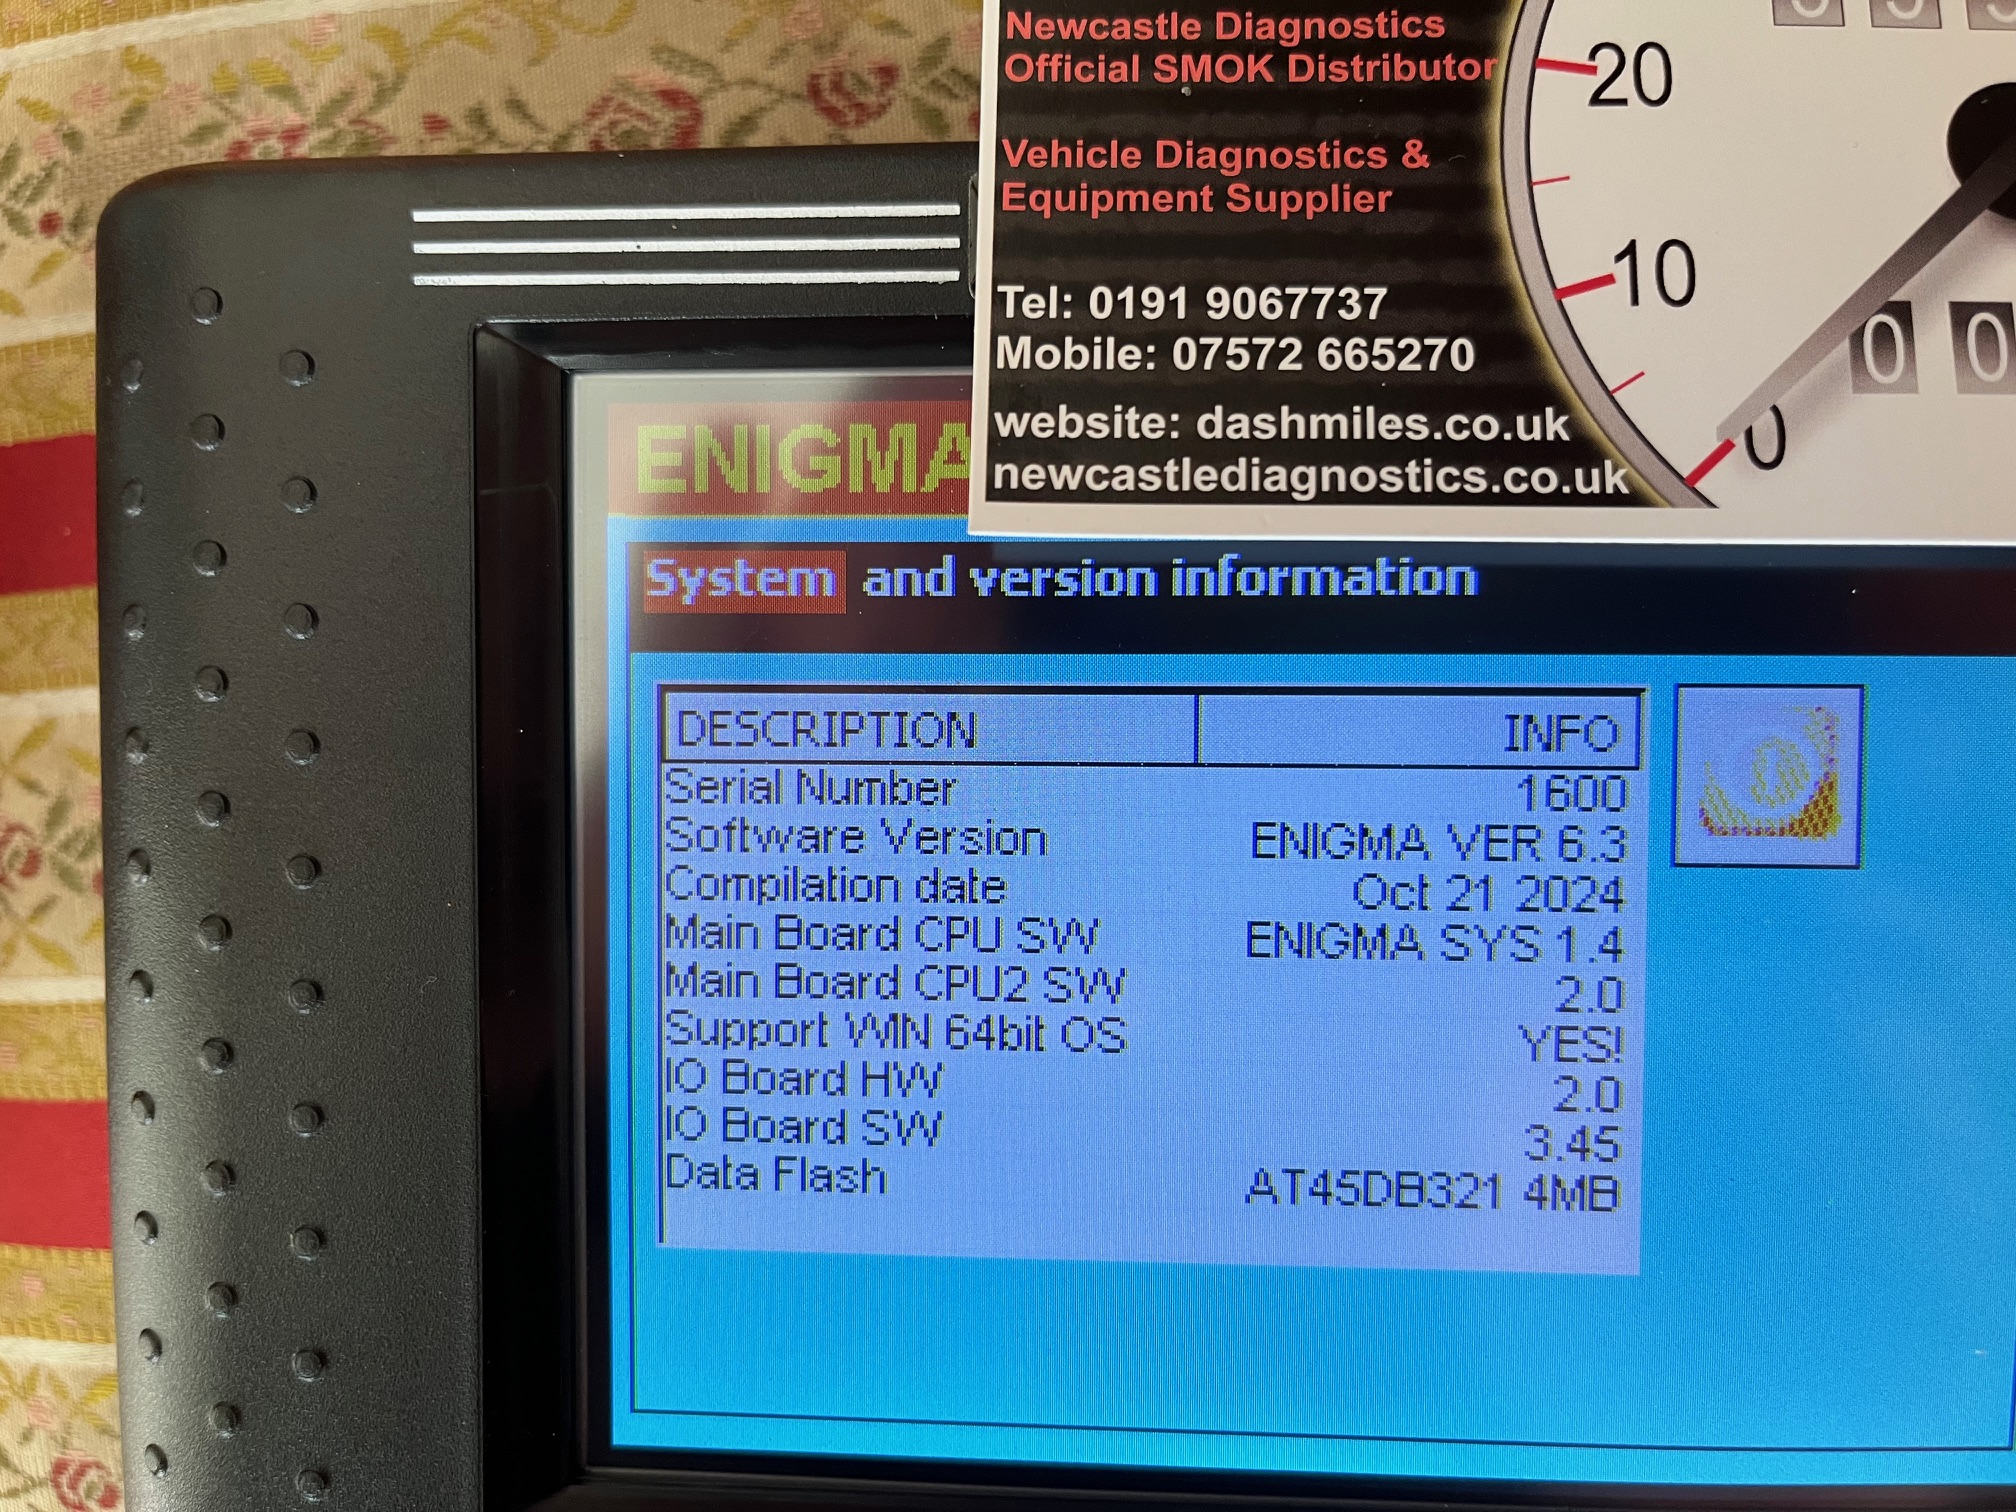 Newcastle Diagnostics
Official SMOK Distributor
Vehicle Diagnostics &
Equipment Supplier
Tel: 0191 9067737
Mobile: 07572 665270
website: dashmiles.co.uk
newcastlediagnostics.co.uk
20
10
0
0 0
ENIGMA
System and version information
DESCRIPTION INFO
Serial Number 1600
Software Version ENIGMA VER 6.3
Compilation date Oct 21 2024
Main Board CPU SW ENIGMA SYS 1.4
Main Board CPU2 SW 2.0
Support WIN 64bit OS YES!
IO Board HW 2.0
IO Board SW 3.45
Data Flash AT45DB321 4MB